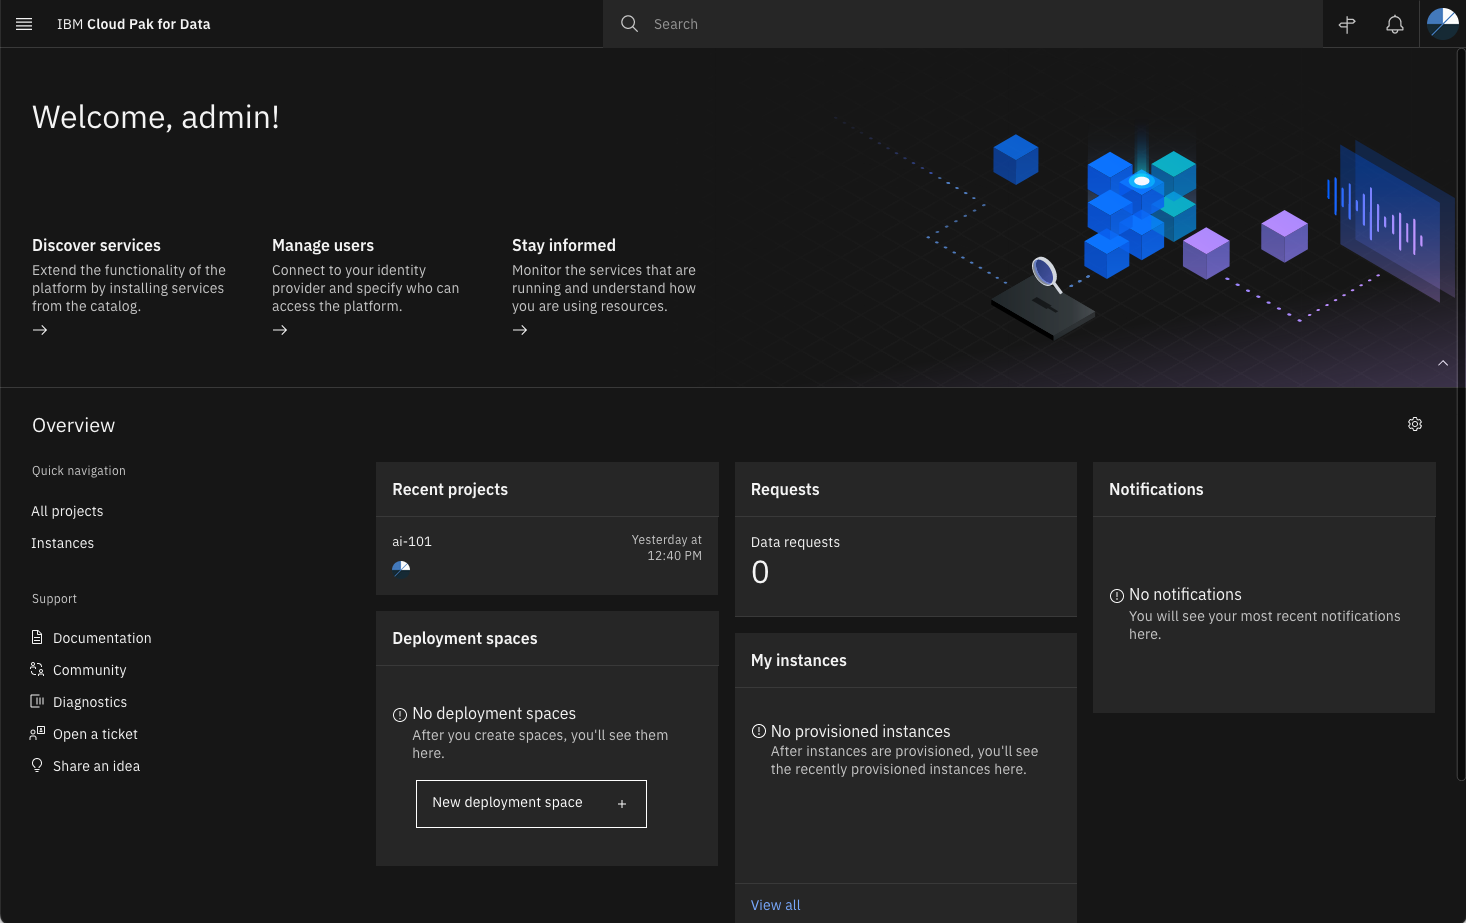 IBM Cloud Pak for Data
Search
Welcome, admin!
Discover services
Extend the functionality of the
platform by installing services
from the catalog.
Manage users
Connect to your identity
provider and specify who can
access the platform.
Stay informed
Monitor the services that are
running and understand how
you are using resources.
Overview
Quick navigation
All projects
Instances
Support
Documentation
Community
Diagnostics
Open a ticket
Share an idea
Recent projects
ai-101
Yesterday at
12:40 PM
Deployment spaces
No deployment spaces
After you create spaces, you'll see them
here.
New deployment space +
Requests
Data requests
0
My instances
No provisioned instances
After instances are provisioned, you'll see
the recently provisioned instances here.
View all
Notifications
No notifications
You will see your most recent notifications
here.